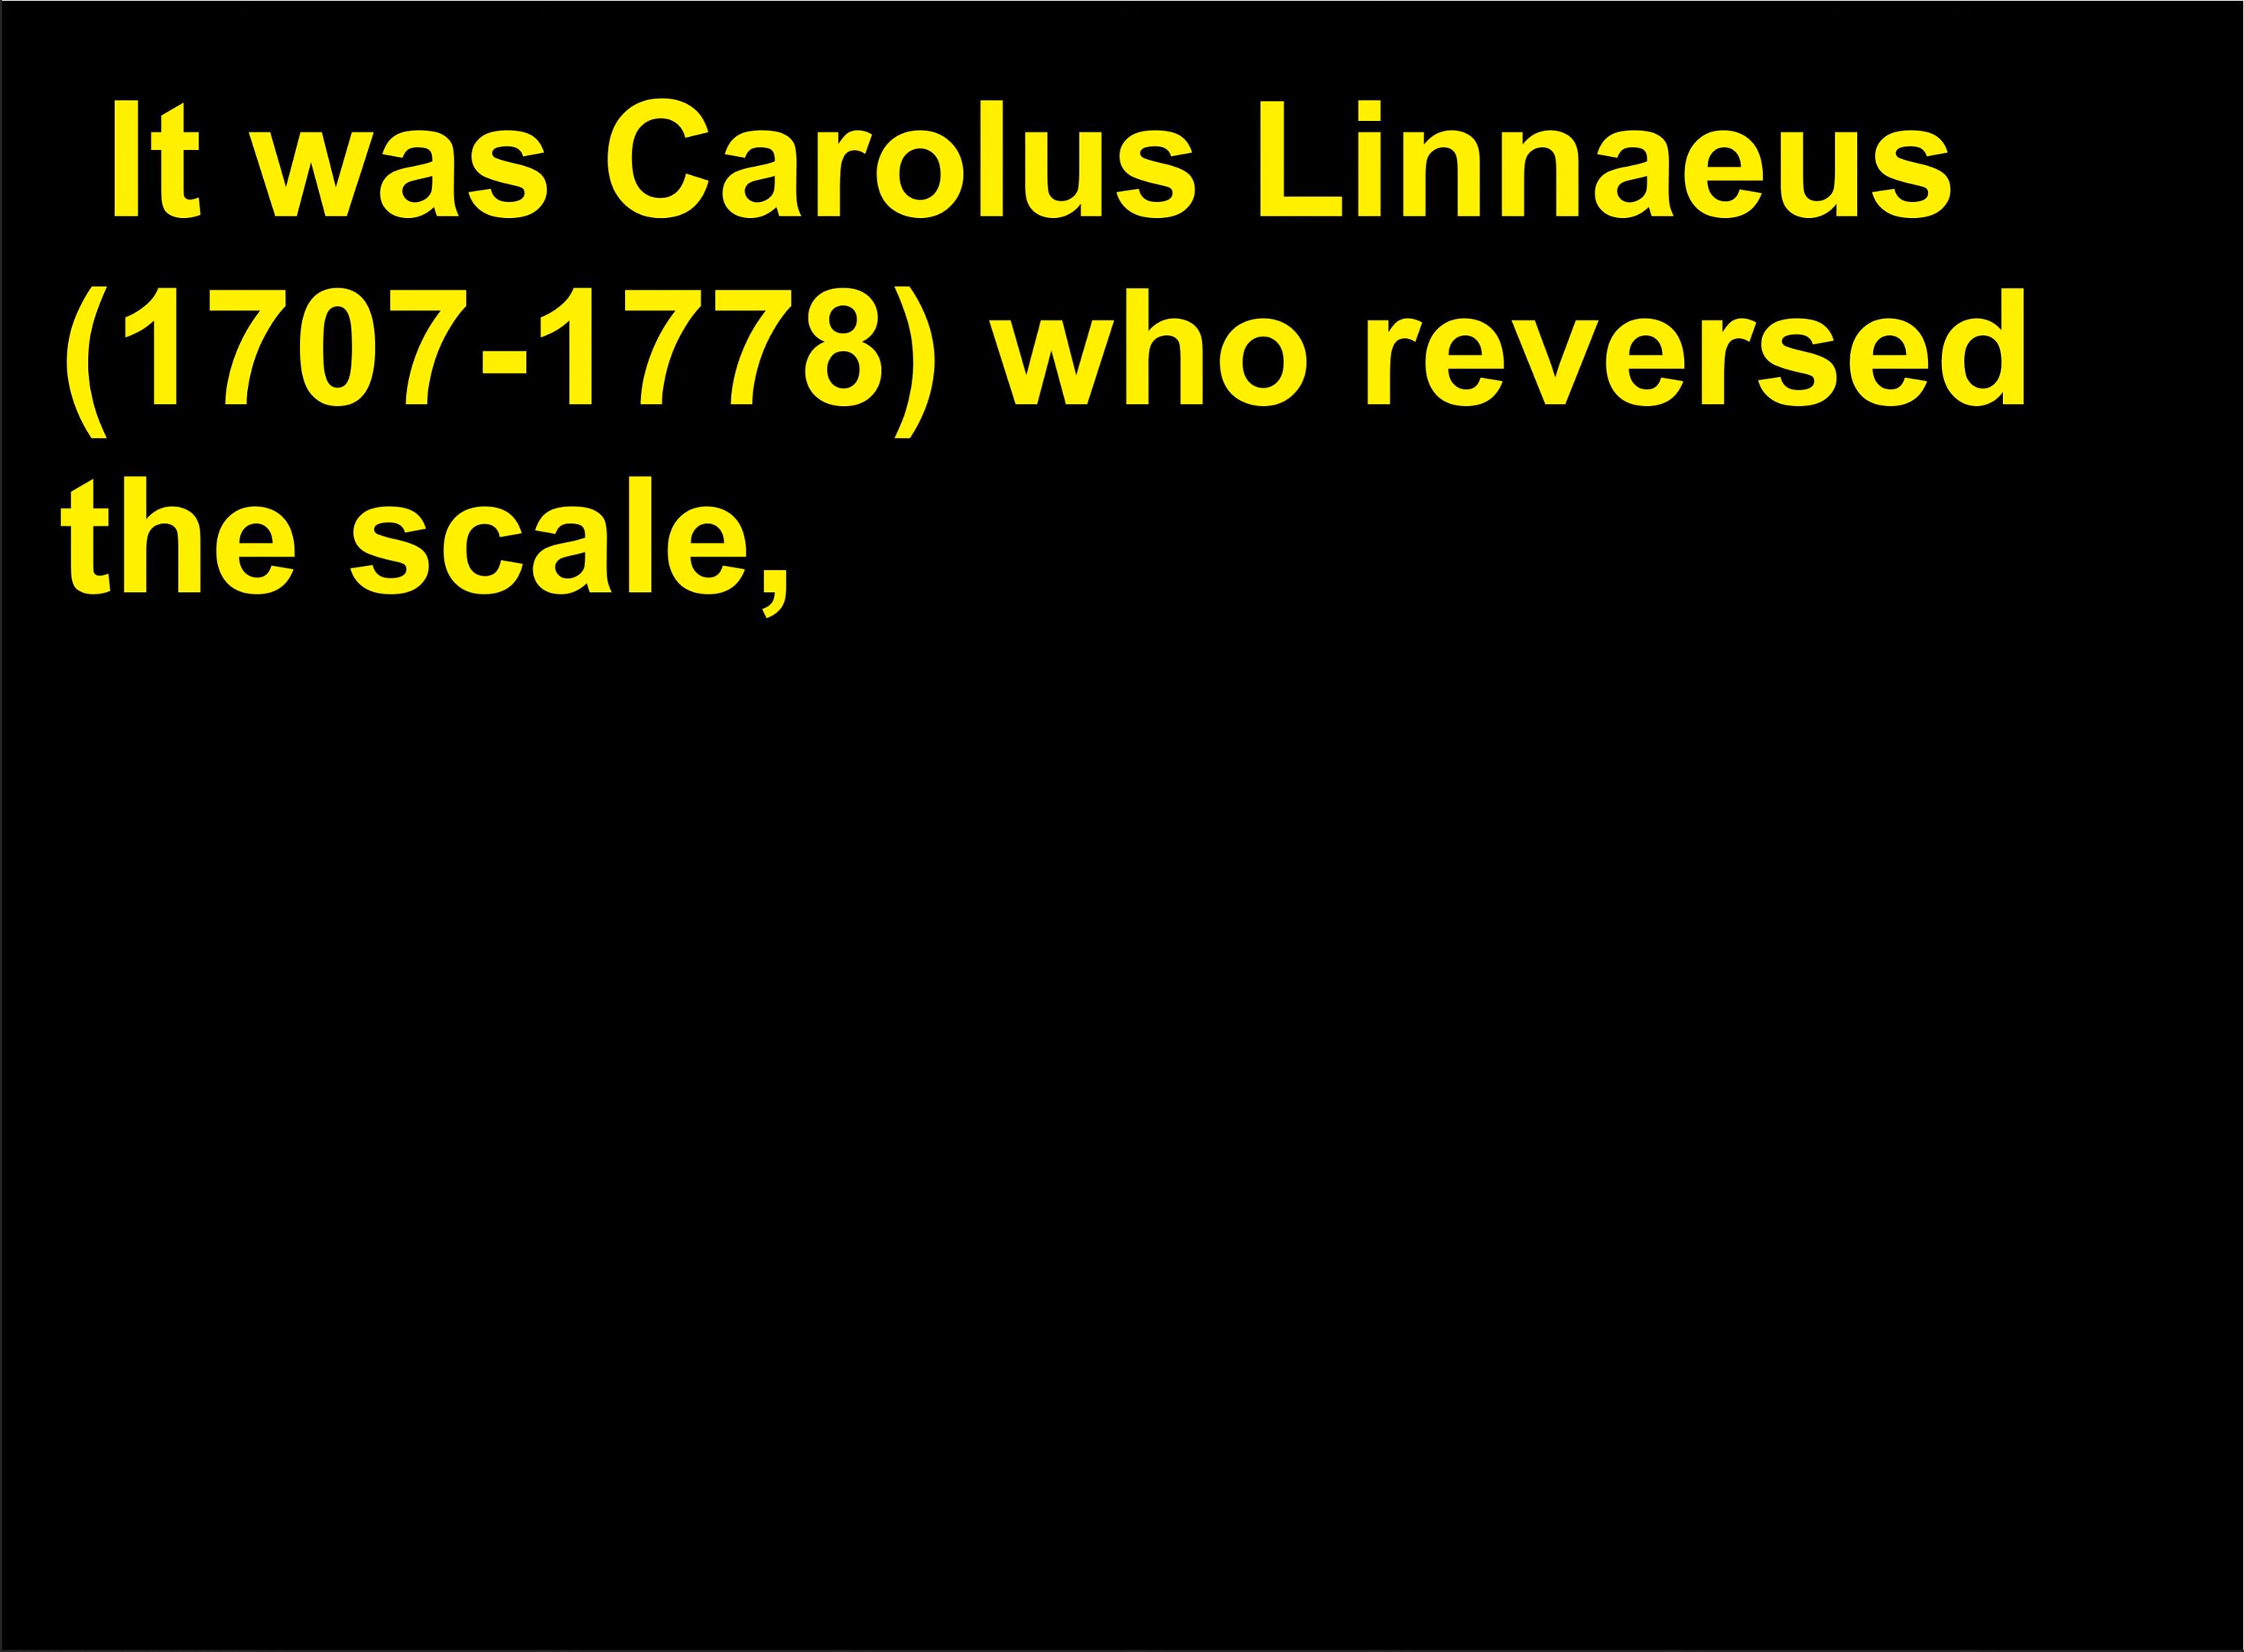 It was Carolus Linnaeus
(1707-1778) who reversed
the scale,